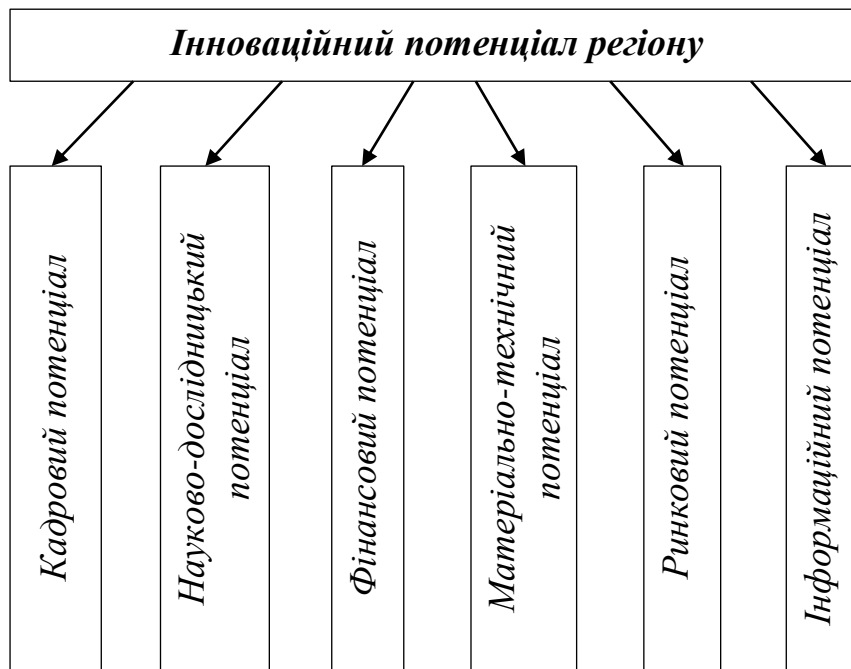 Інноваційний потенціал регіону
Кадровий потенціал
Науково-дослідницький
потенціал
Фінансовий потенціал
Матеріально-технічний
потенціал
Ринковий потенціал
Інформаційний потенціал